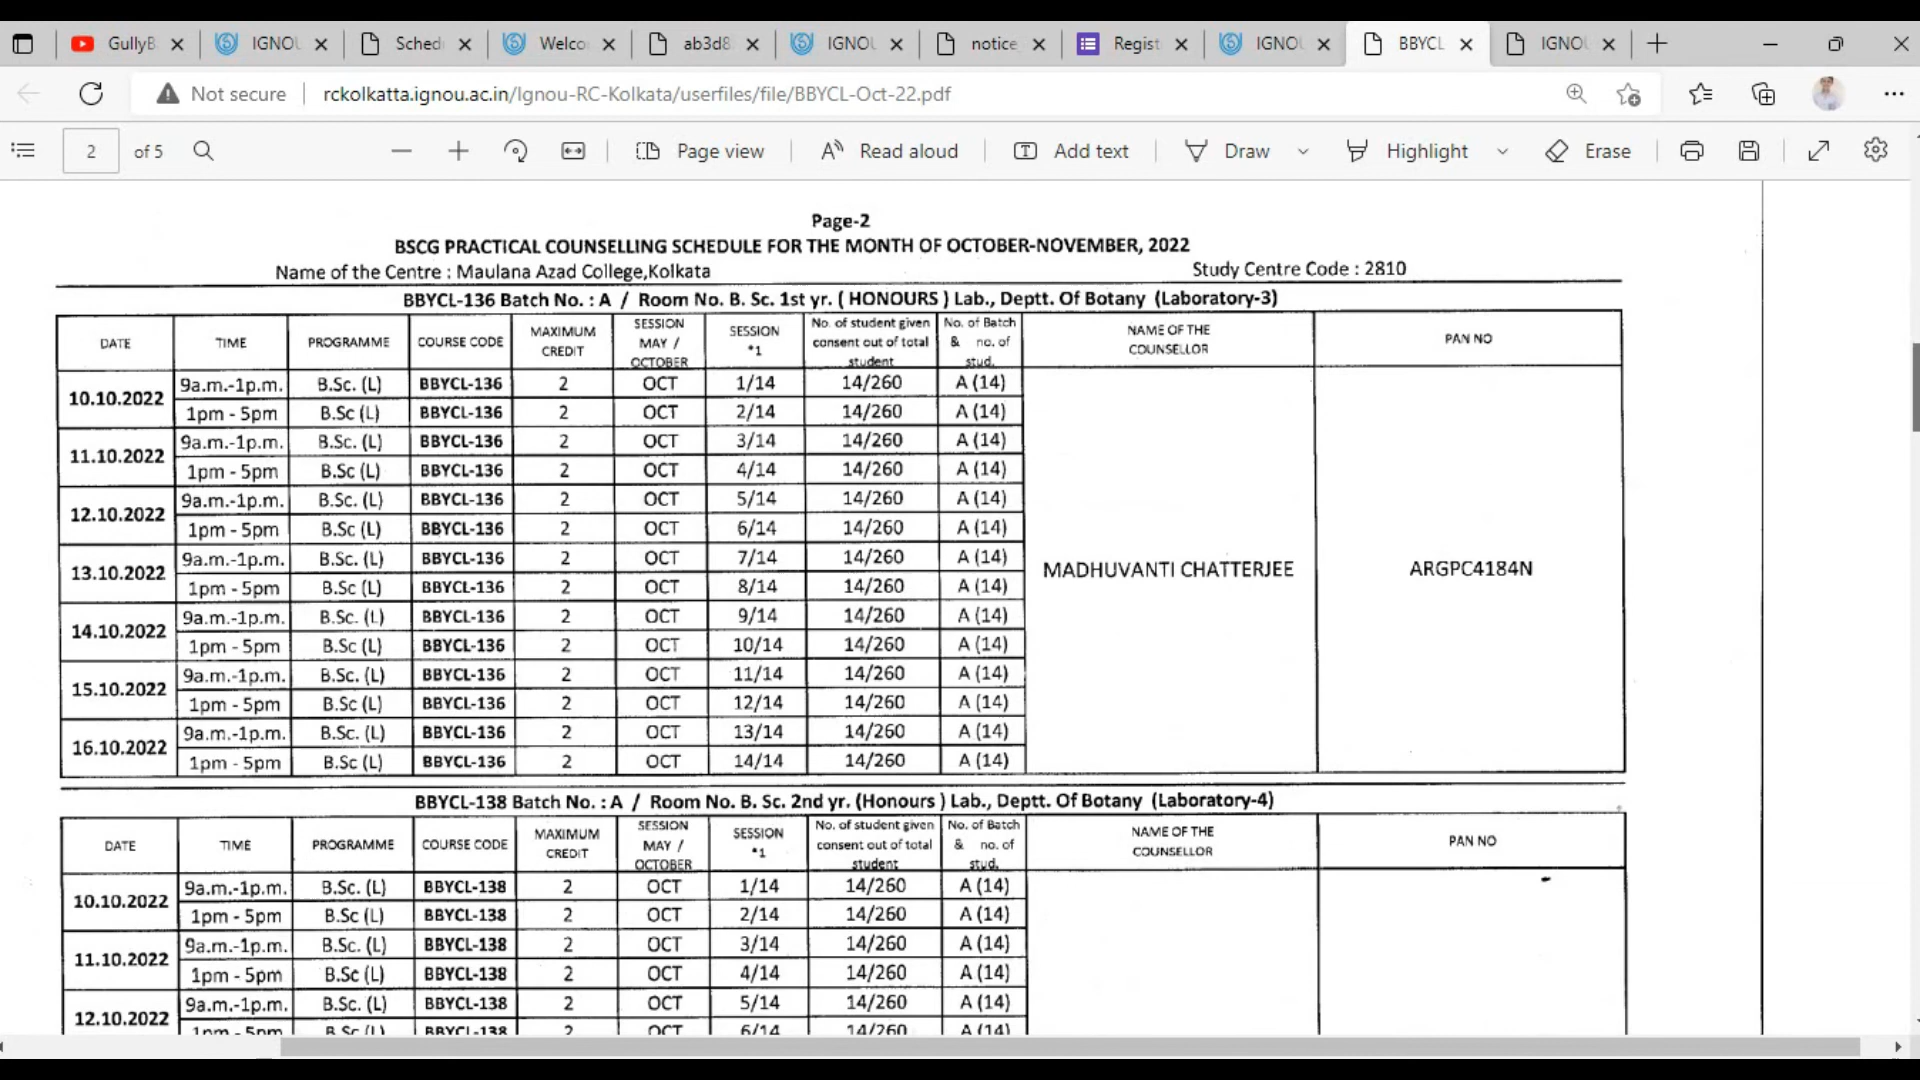 GullyB IGNOU Sched Welco ab3d8 IGNOU notice Regist IGNOU BBYCL IGNOU
Not secure rckolkatta.ignou.ac.in/Ignou-RC-Kolkata/userfiles/file/BBYCL-Oct-22.pdf
2 of 5 Page view Read aloud Add text Draw Highlight Erase
Page-2
BSCG PRACTICAL COUNSELLING SCHEDULE FOR THE MONTH OF OCTOBER-NOVEMBER, 2022
Name of the Centre : Maulana Azad College,Kolkata Study Centre Code : 2810
BBYCL-136 Batch No. : A / Room No. B. Sc. 1st yr. ( HONOURS ) Lab., Deptt. Of Botany (Laboratory-3)
DATE TIME PROGRAMME COURSE CODE MAXIMUM CREDIT SESSION MAY / OCTOBER SESSION *1 No. of student given consent out of total student No. of Batch & no. of stud. NAME OF THE COUNSELLOR PAN NO
10.10.2022 9a.m.-1p.m. B.Sc. (L) BBYCL-136 2 OCT 1/14 14/260 A (14)
1pm - 5pm B.Sc (L) BBYCL-136 2 OCT 2/14 14/260 A (14)
11.10.2022 9a.m.-1p.m. B.Sc. (L) BBYCL-136 2 OCT 3/14 14/260 A (14)
1pm - 5pm B.Sc (L) BBYCL-136 2 OCT 4/14 14/260 A (14)
12.10.2022 9a.m.-1p.m. B.Sc. (L) BBYCL-136 2 OCT 5/14 14/260 A (14)
1pm - 5pm B.Sc (L) BBYCL-136 2 OCT 6/14 14/260 A (14)
13.10.2022 9a.m.-1p.m. B.Sc. (L) BBYCL-136 2 OCT 7/14 14/260 A (14) MADHUVANTI CHATTERJEE ARGPC4184N
1pm - 5pm B.Sc (L) BBYCL-136 2 OCT 8/14 14/260 A (14)
14.10.2022 9a.m.-1p.m. B.Sc. (L) BBYCL-136 2 OCT 9/14 14/260 A (14)
1pm - 5pm B.Sc (L) BBYCL-136 2 OCT 10/14 14/260 A (14)
15.10.2022 9a.m.-1p.m. B.Sc. (L) BBYCL-136 2 OCT 11/14 14/260 A (14)
1pm - 5pm B.Sc (L) BBYCL-136 2 OCT 12/14 14/260 A (14)
16.10.2022 9a.m.-1p.m. B.Sc. (L) BBYCL-136 2 OCT 13/14 14/260 A (14)
1pm - 5pm B.Sc (L) BBYCL-136 2 OCT 14/14 14/260 A (14)
BBYCL-138 Batch No. : A / Room No. B. Sc. 2nd yr. (Honours ) Lab., Deptt. Of Botany (Laboratory-4)
DATE TIME PROGRAMME COURSE CODE MAXIMUM CREDIT SESSION MAY / OCTOBER SESSION *1 No. of student given consent out of total student No. of Batch & no. of stud. NAME OF THE COUNSELLOR PAN NO
10.10.2022 9a.m.-1p.m. B.Sc. (L) BBYCL-138 2 OCT 1/14 14/260 A (14)
1pm - 5pm B.Sc (L) BBYCL-138 2 OCT 2/14 14/260 A (14)
11.10.2022 9a.m.-1p.m. B.Sc. (L) BBYCL-138 2 OCT 3/14 14/260 A (14)
1pm - 5pm B.Sc (L) BBYCL-138 2 OCT 4/14 14/260 A (14)
12.10.2022 9a.m.-1p.m. B.Sc. (L) BBYCL-138 2 OCT 5/14 14/260 A (14)
1pm - 5pm B.Sc (L) BBYCL-138 2 OCT 6/14 14/260 A (14)